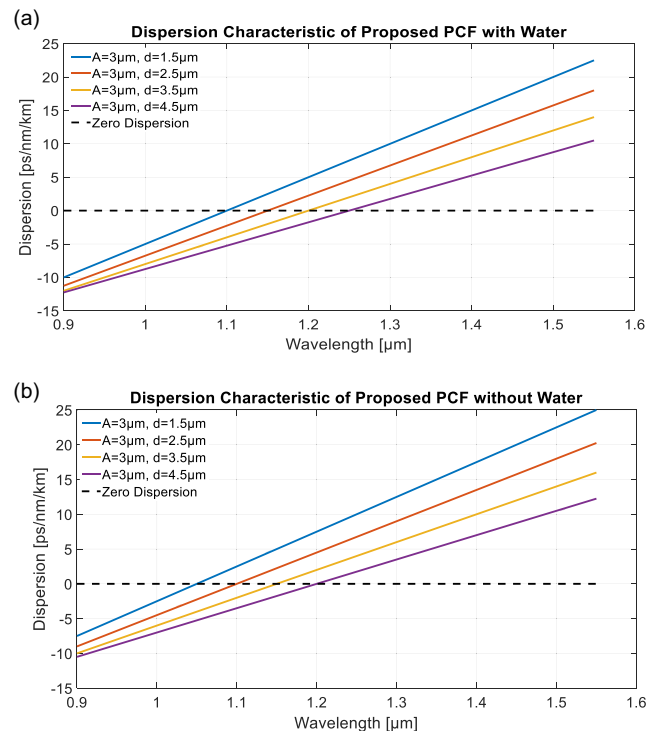 (a)
Dispersion Characteristic of Proposed PCF with Water
25
20
15
10
5
0
-5
-10
-15
Dispersion [ps/nm/km]
A=3μm, d=1.5μm
A=3μm, d=2.5μm
A=3μm, d=3.5μm
A=3μm, d=4.5μm
Zero Dispersion
0.9 1 1.1 1.2 1.3 1.4 1.5 1.6
Wavelength [μm]
(b)
Dispersion Characteristic of Proposed PCF without Water
25
20
15
10
5
0
-5
-10
-15
Dispersion [ps/nm/km]
A=3μm, d=1.5μm
A=3μm, d=2.5μm
A=3μm, d=3.5μm
A=3μm, d=4.5μm
Zero Dispersion
0.9 1 1.1 1.2 1.3 1.4 1.5 1.6
Wavelength [μm]